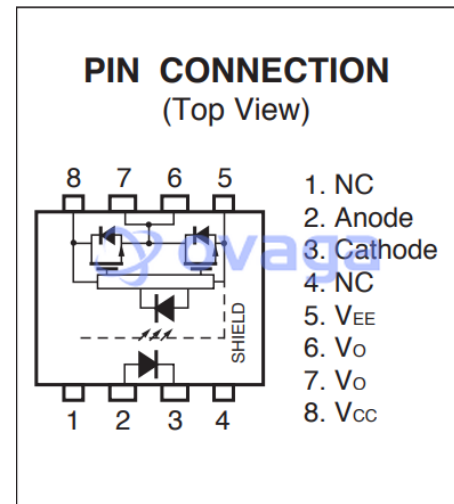 PIN CONNECTION
(Top View)
8 7 6 5
1. NC
2. Anode
3. Cathode
4. NC
5. VEE
6. VO
7. VO
8. VCC
ovaga
SHIELD
1 2 3 4